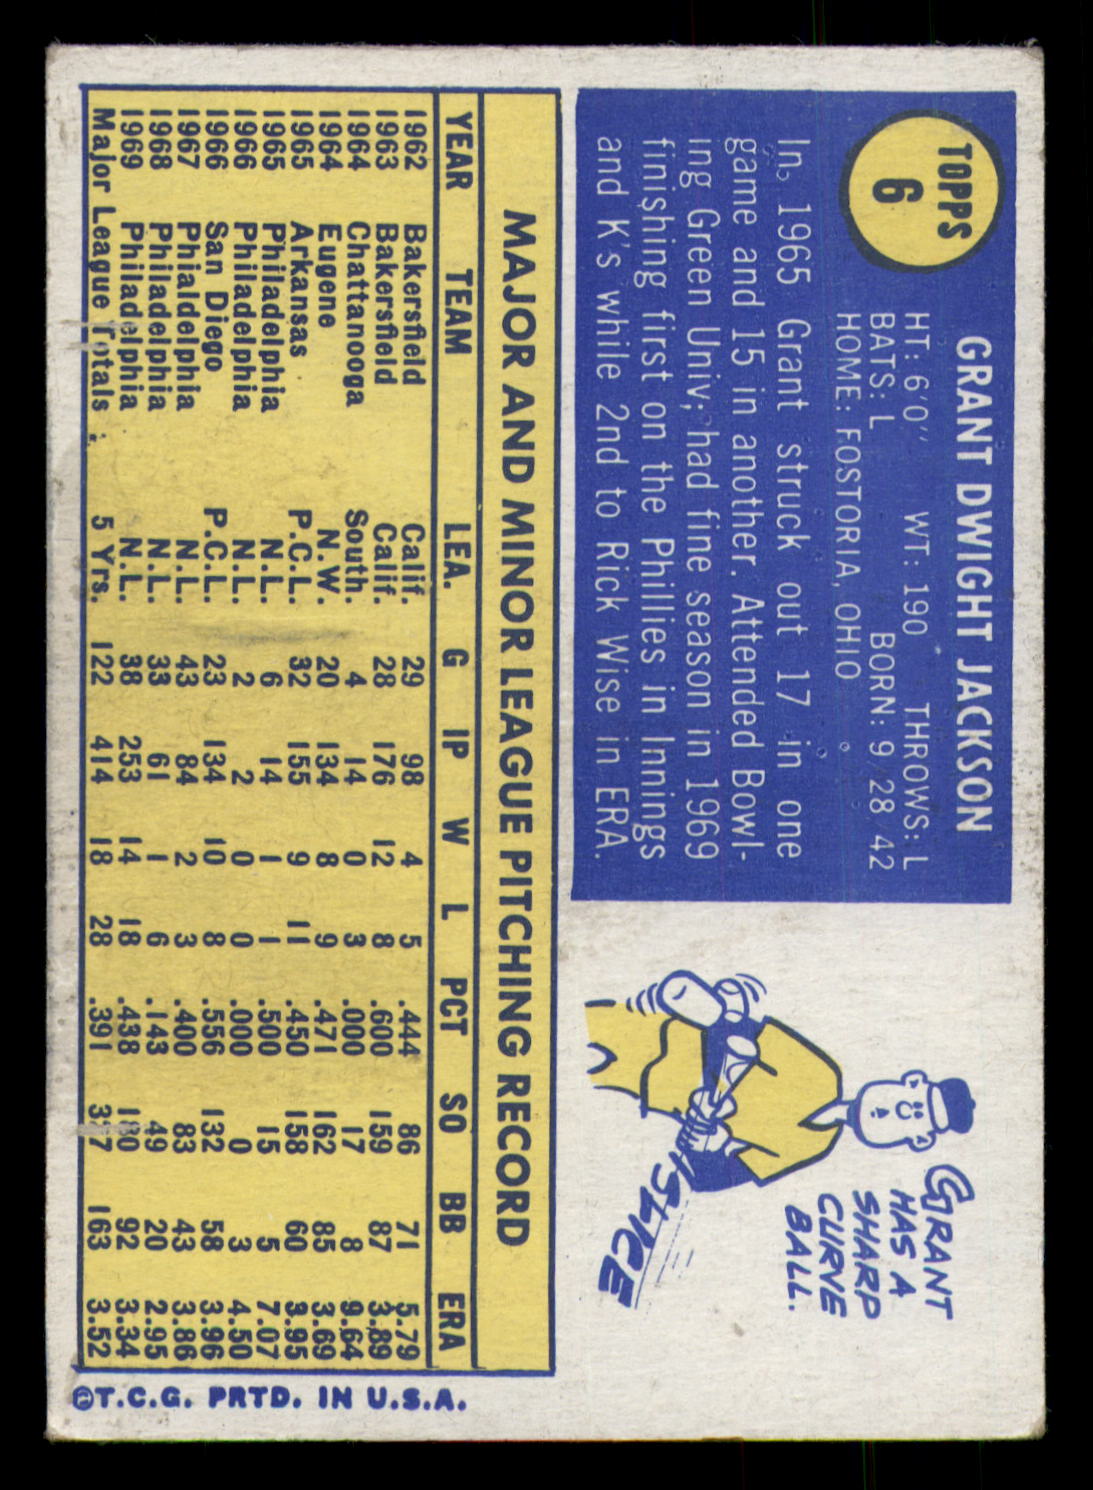 TOPPS
6
GRANT DWIGHT JACKSON
HT: 6'0" WT: 190 THROWS: L
BATS: L BORN: 9 28 42
HOME: FOSTORIA, OHIO
In 1965 Grant struck out 17 in one
game and 15 in another. Attended Bowl-
ing Green Univ; had fine season in 1969
finishing first on the Phillies in Innings
and K's while 2nd to Rick Wise in ERA.
GRANT
HAS A
SHARP
CURVE
BALL.
SLICE
MAJOR AND MINOR LEAGUE PITCHING RECORD
YEAR TEAM LEA. G IP W L PCT SO BB ERA
1962 Bakersfield Calif. 29 98 4 5 .444 86 71 5.79
1963 Bakersfield Calif. 28 176 12 8 .600 159 87 3.89
1964 Chattanooga South. 4 14 0 3 .000 17 8 9.64
1964 Eugene N.W. 20 134 8 9 .471 162 85 3.69
1965 Arkansas P.C.L. 32 155 9 11 .450 158 60 3.95
1965 Philadelphia N.L. 6 14 1 1 .500 15 5 7.07
1966 Philadelphia N.L. 2 2 0 0 .000 0 3 4.50
1966 San Diego P.C.L. 23 134 10 8 .556 132 58 3.96
1967 Phialdelphia N.L. 43 84 2 3 .400 83 43 3.86
1968 Philadelphia N.L. 33 61 1 6 .143 49 20 2.95
1969 Philadelphia N.L. 38 253 14 18 .438 180 92 3.34
Major League Totals 5 Yrs. 122 414 18 28 .391 327 163 3.52
©T.C.G. PRTD. IN U.S.A.